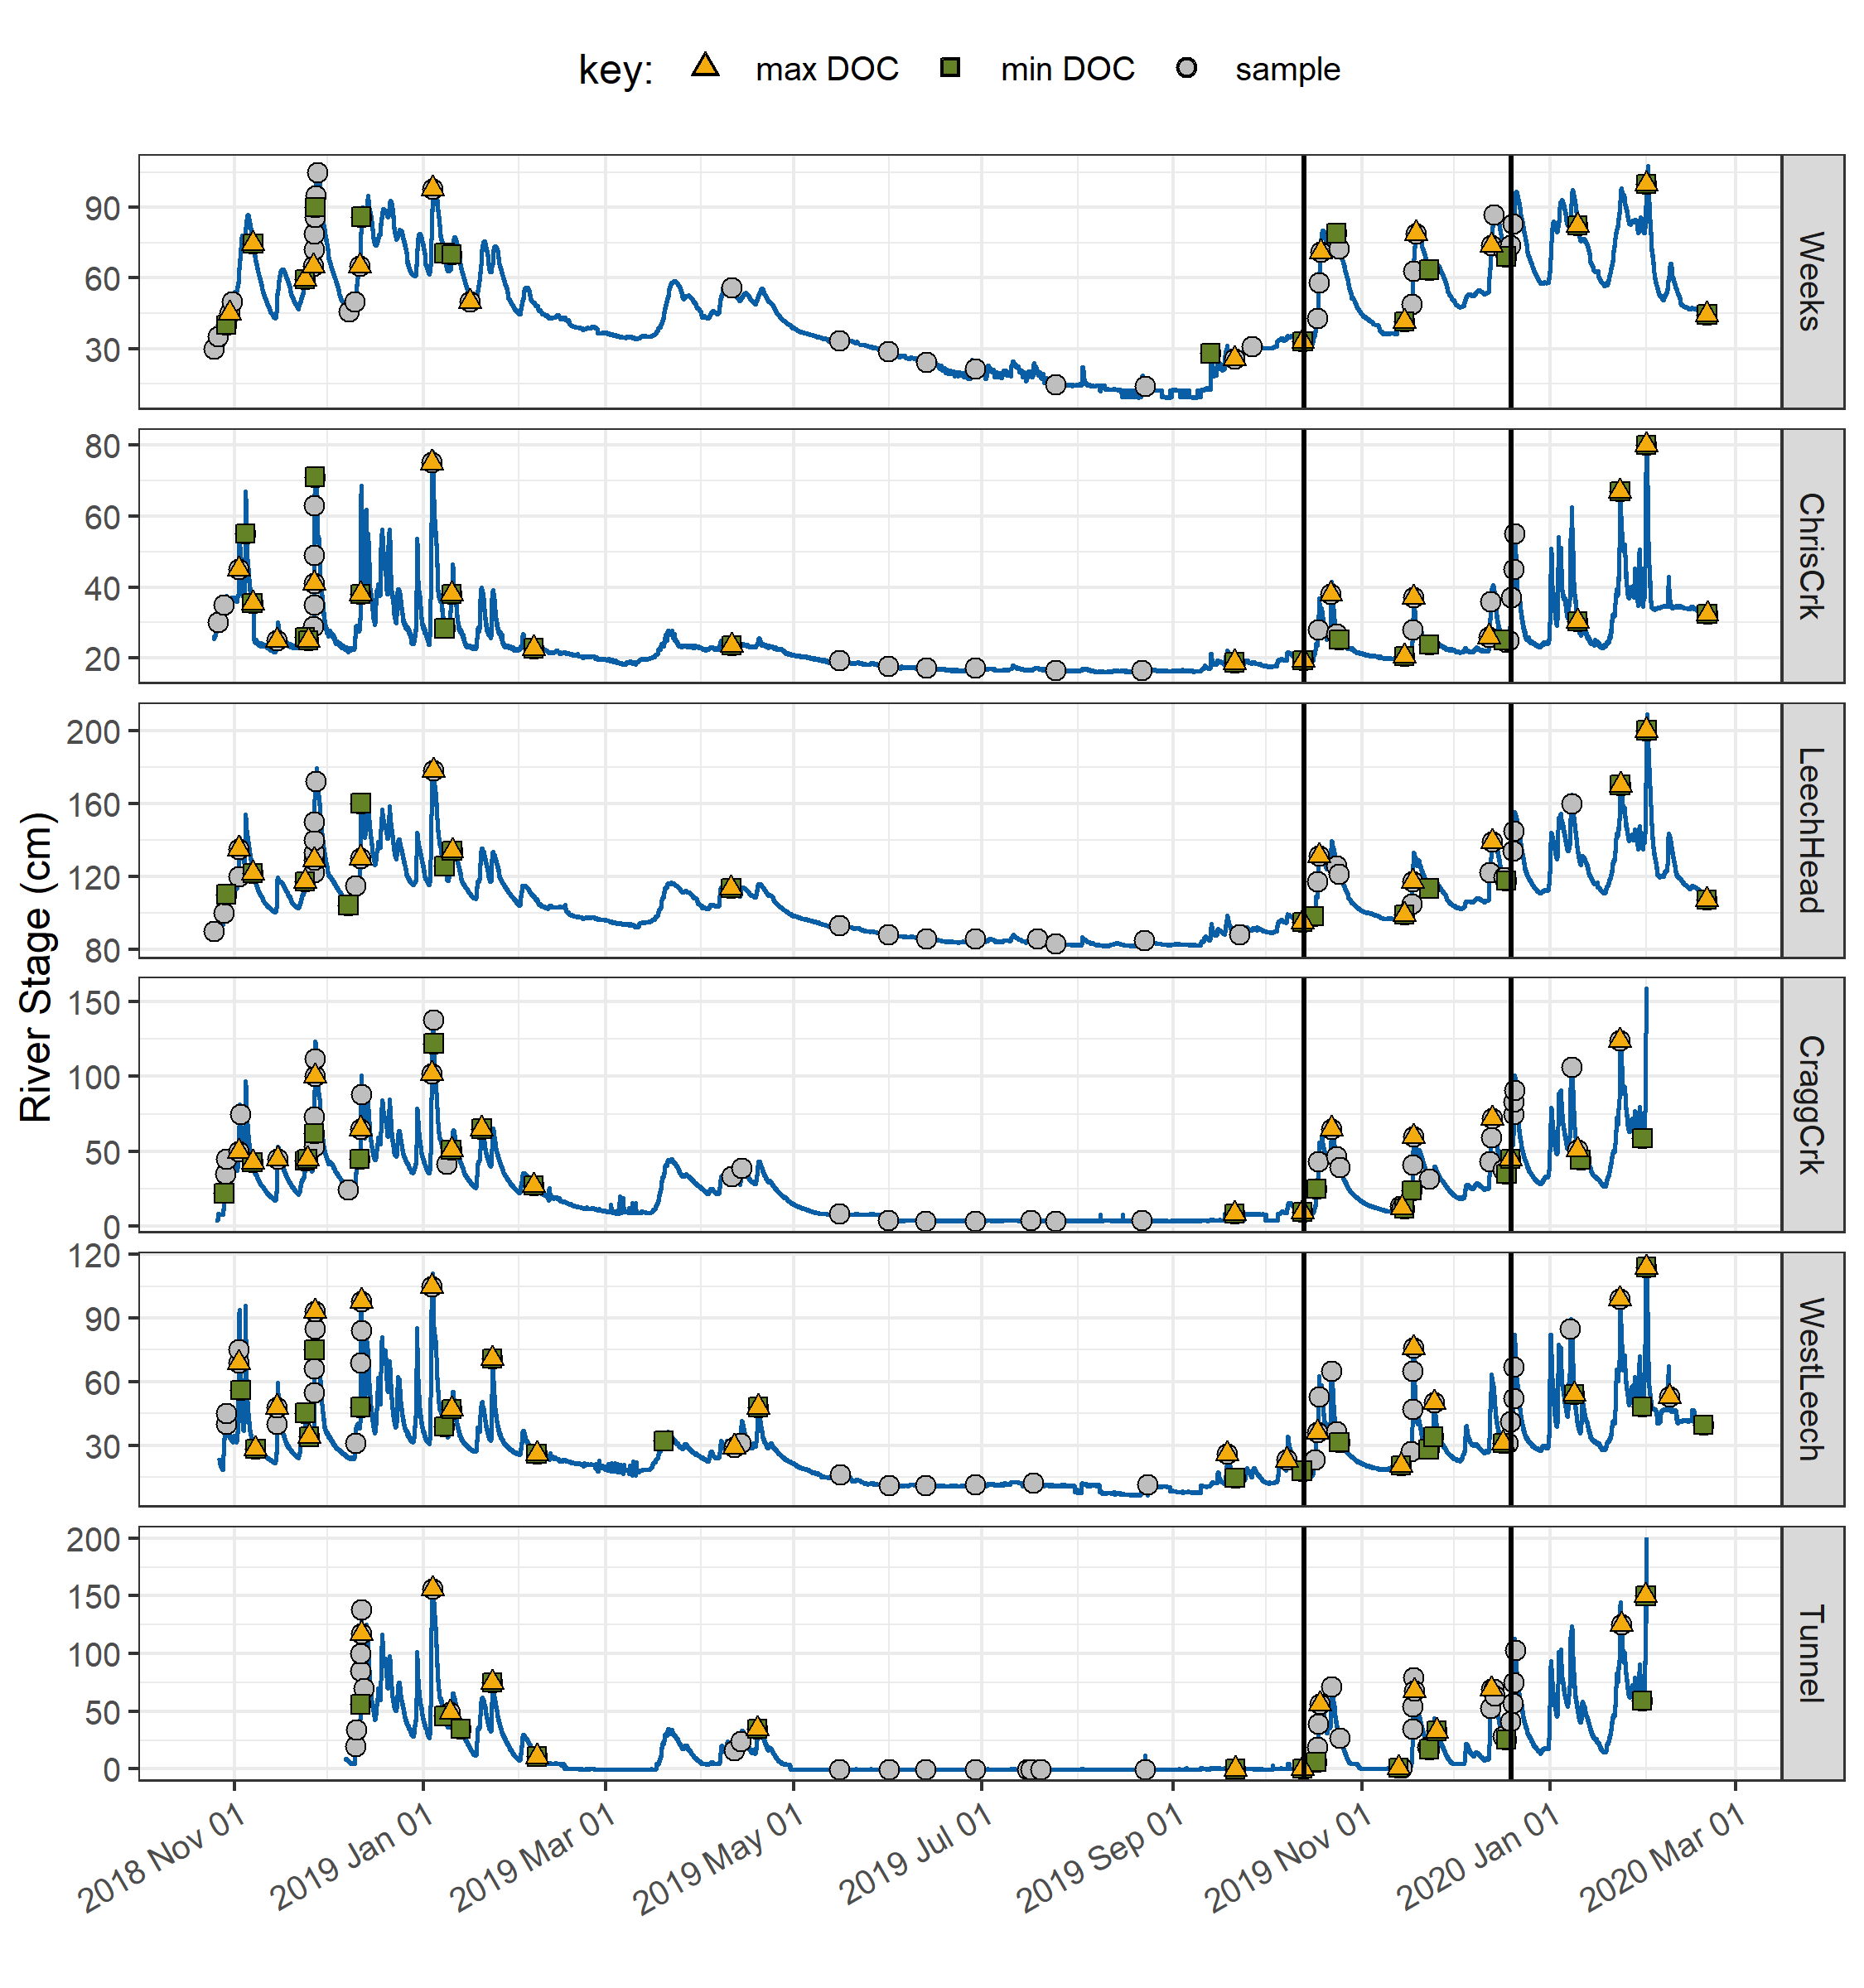 key: max DOC min DOC sample
River Stage (cm)
90
60
30
Weeks
80
60
40
20
ChrisCrk
200
160
120
80
LeechHead
150
100
50
0
CraggCrk
120
90
60
30
WestLeech
200
150
100
50
0
Tunnel
2018 Nov 01
2019 Jan 01
2019 Mar 01
2019 May 01
2019 Jul 01
2019 Sep 01
2019 Nov 01
2020 Jan 01
2020 Mar 01